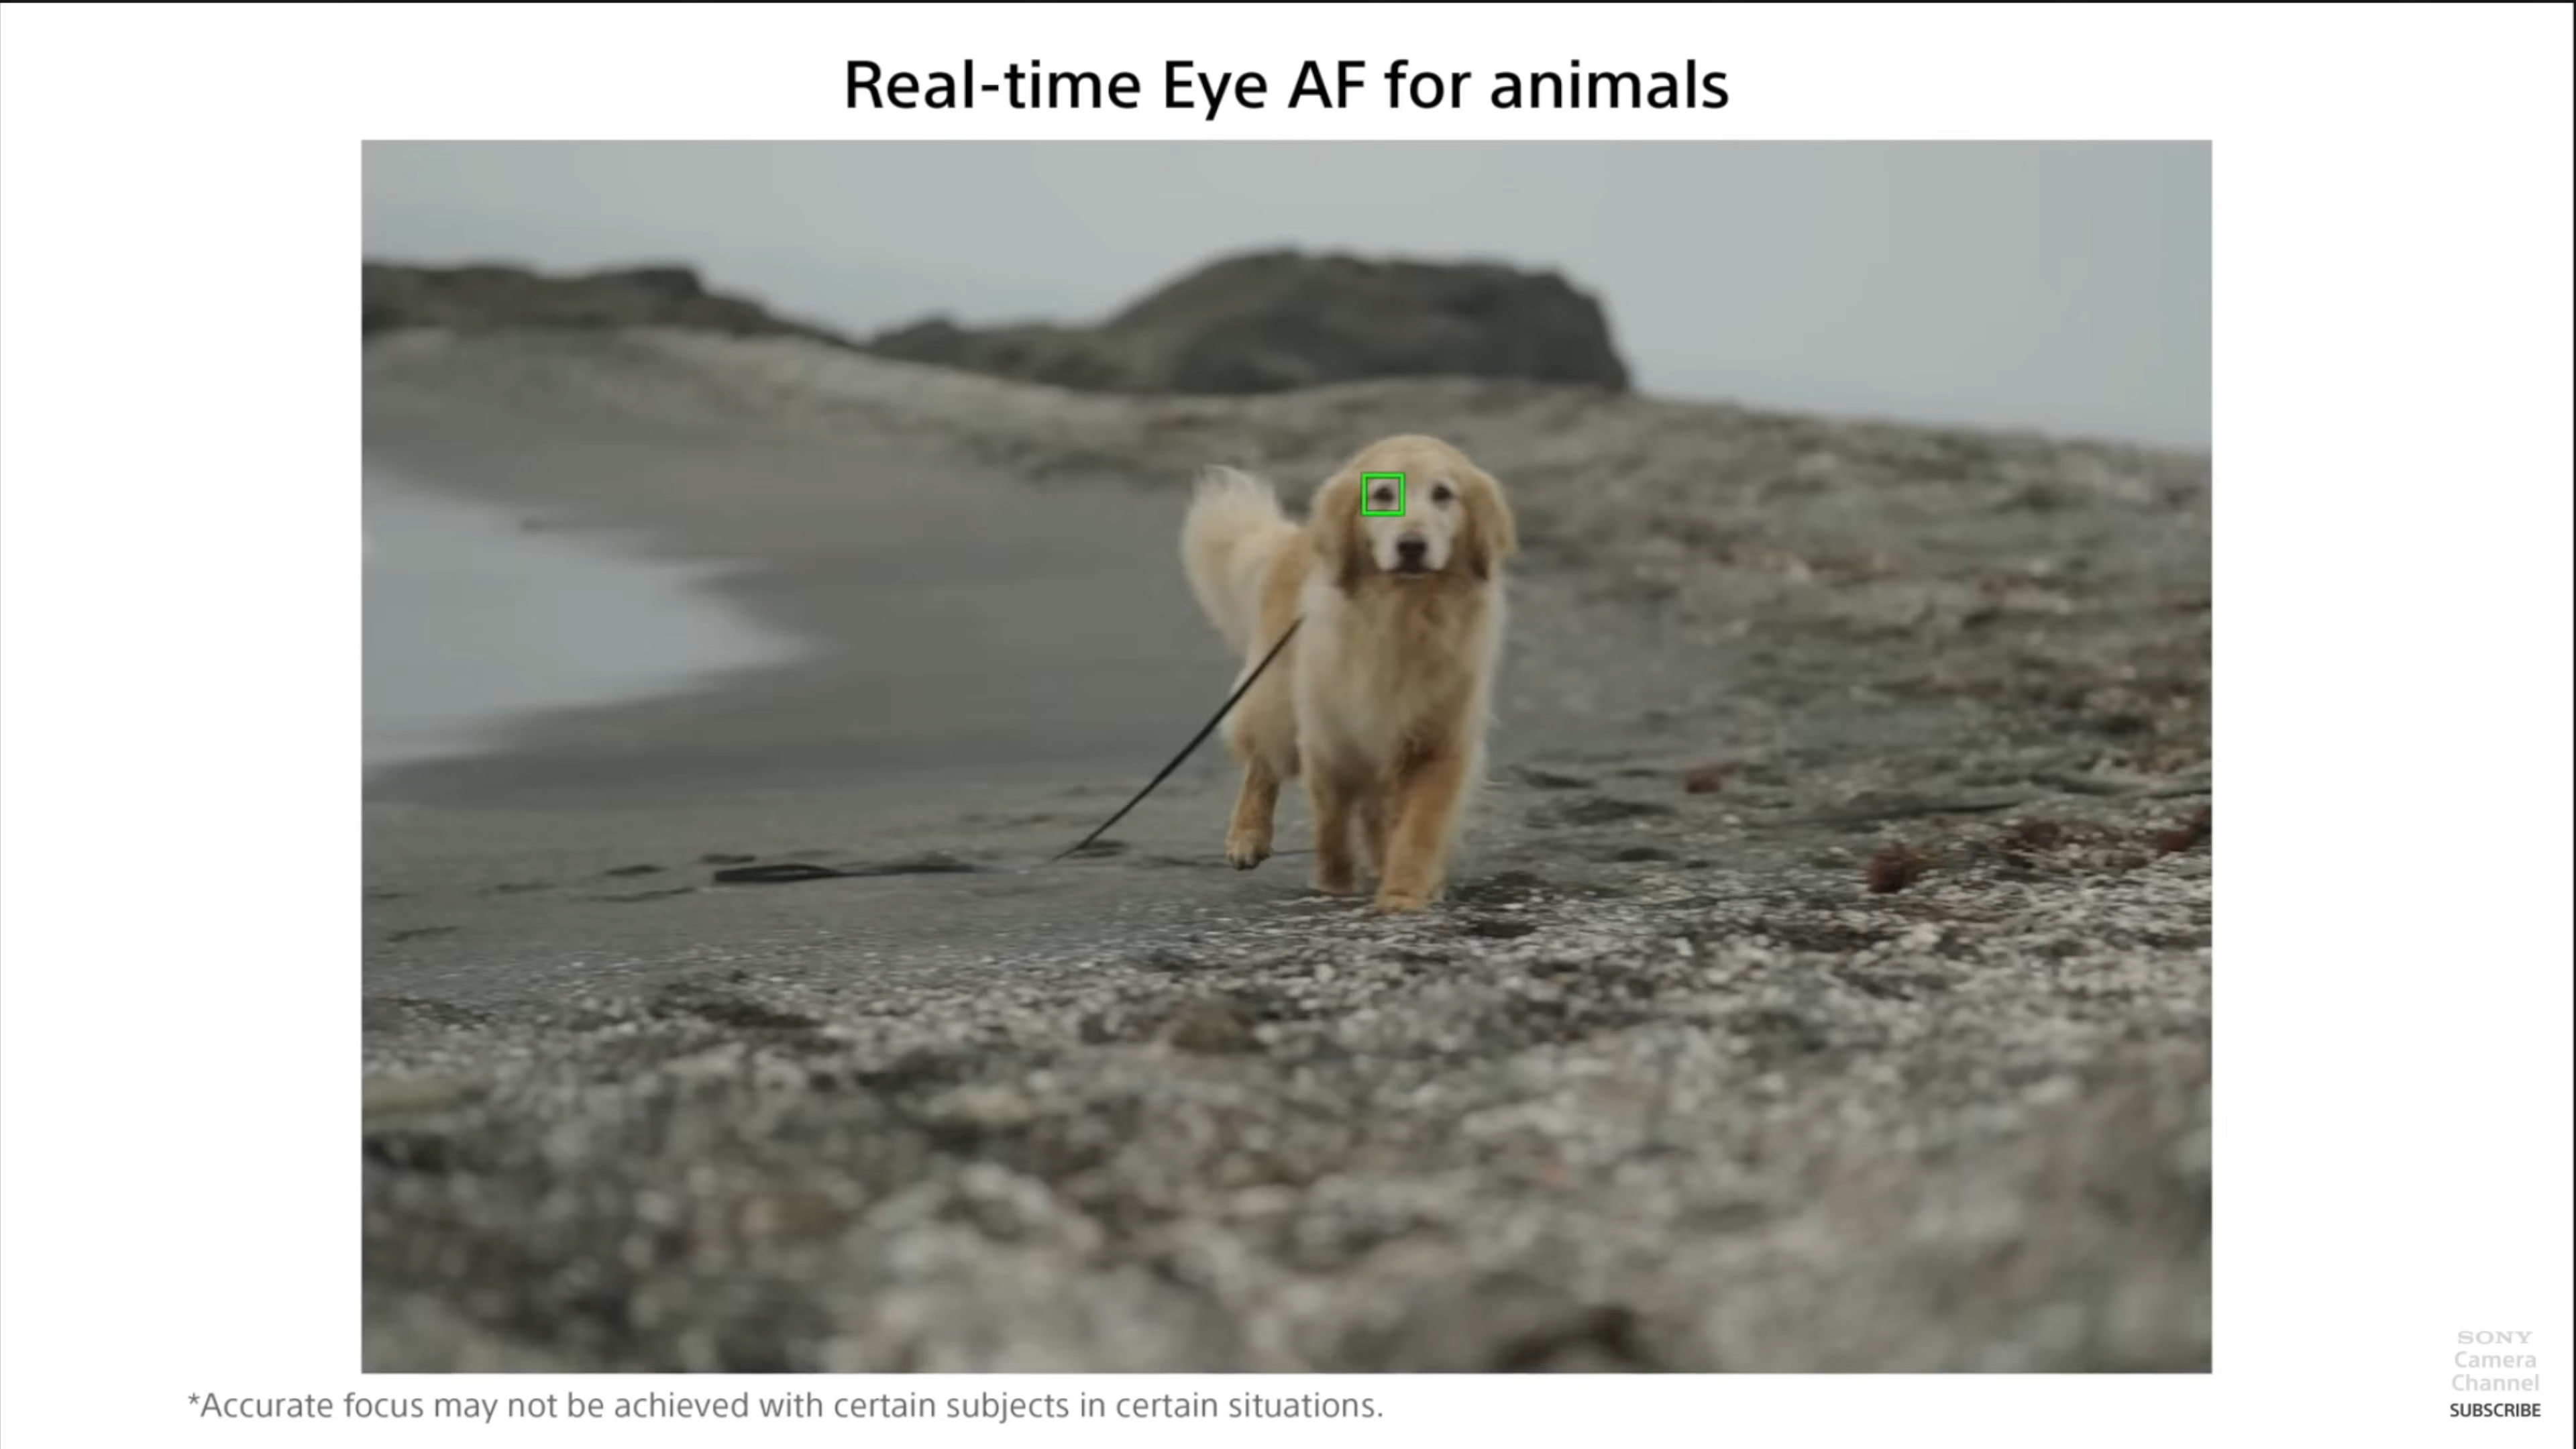 Real-time Eye AF for animals
*Accurate focus may not be achieved with certain subjects in certain situations.
SONY
Camera
Channel
SUBSCRIBE